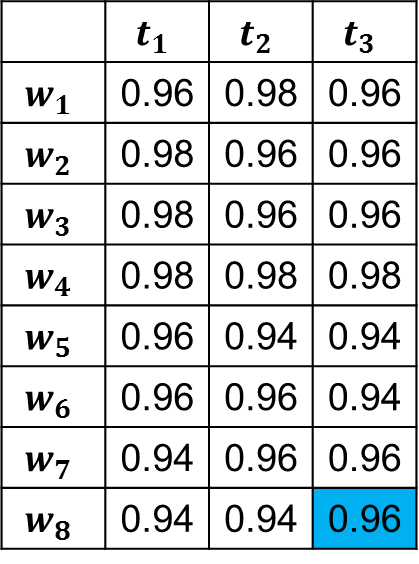 t₁ t₂ t₃
w₁ 0.96 0.98 0.96
w₂ 0.98 0.96 0.96
w₃ 0.98 0.96 0.96
w₄ 0.98 0.98 0.98
w₅ 0.96 0.94 0.94
w₆ 0.96 0.96 0.94
w₇ 0.94 0.96 0.96
w₈ 0.94 0.94 0.96